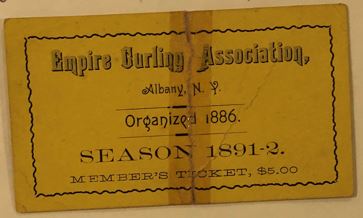 Empire Curling Association,
Albany, N. Y.
Organized 1886.
SEASON 1891-2.
MEMBER'S TICKET, $5.00